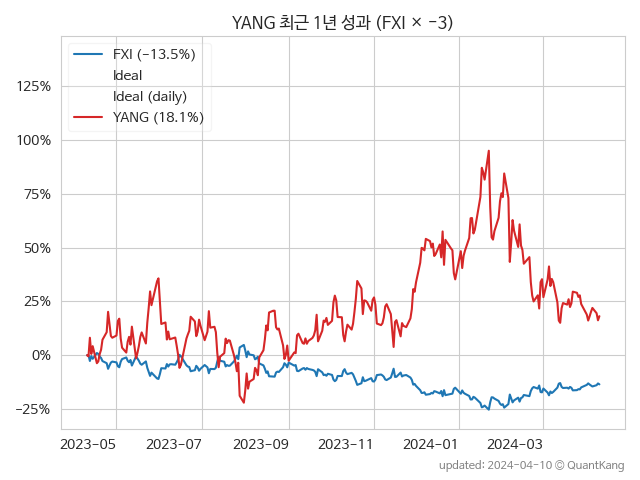 YANG 최근 1년 성과 (FXI × −3)
FXI (−13.5%)
Ideal
Ideal (daily)
YANG (18.1%)
125%
100%
75%
50%
25%
0%
−25%
2023-05 2023-07 2023-09 2023-11 2024-01 2024-03
updated: 2024-04-10 © QuantKang